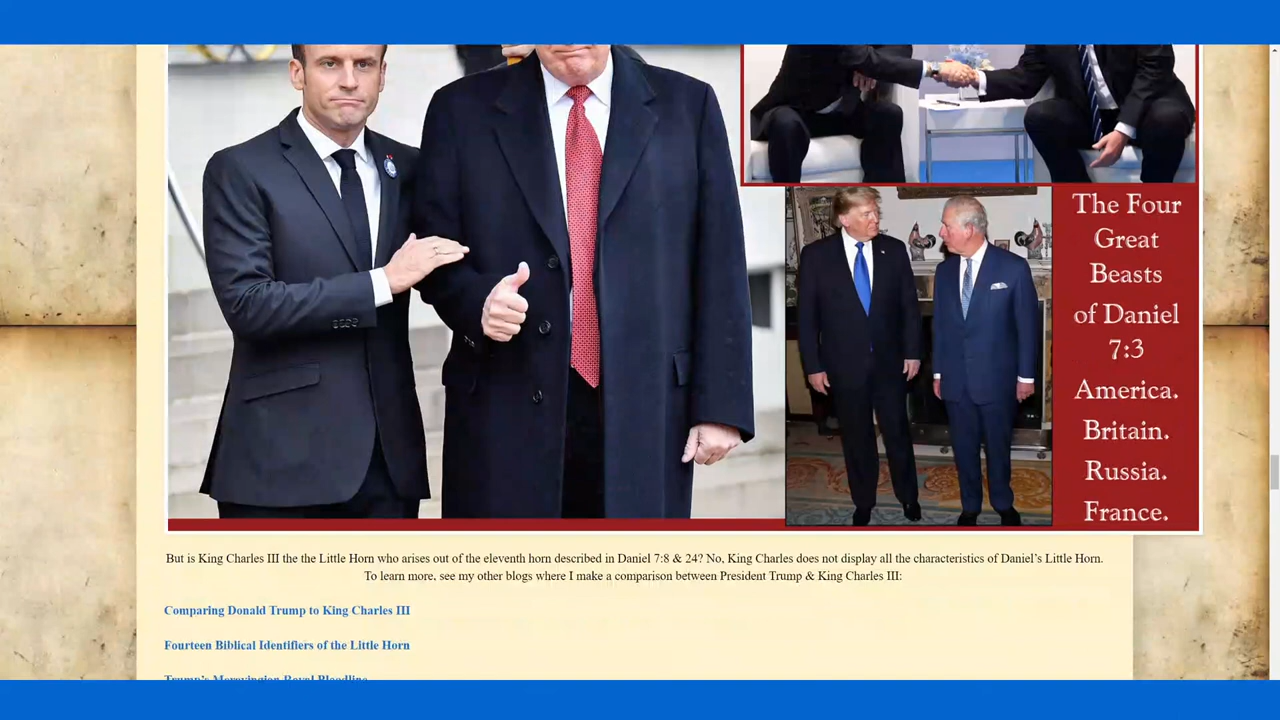 The Four
Great
Beasts
of Daniel
7:3
America.
Britain.
Russia.
France.
But is King Charles III the the Little Horn who arises out of the eleventh horn described in Daniel 7:8 & 24? No, King Charles does not display all the characteristics of Daniel's Little Horn.
To learn more, see my other blogs where I make a comparison between President Trump & King Charles III:
Comparing Donald Trump to King Charles III
Fourteen Biblical Identifiers of the Little Horn
Trump's Merovingian Royal Bloodline